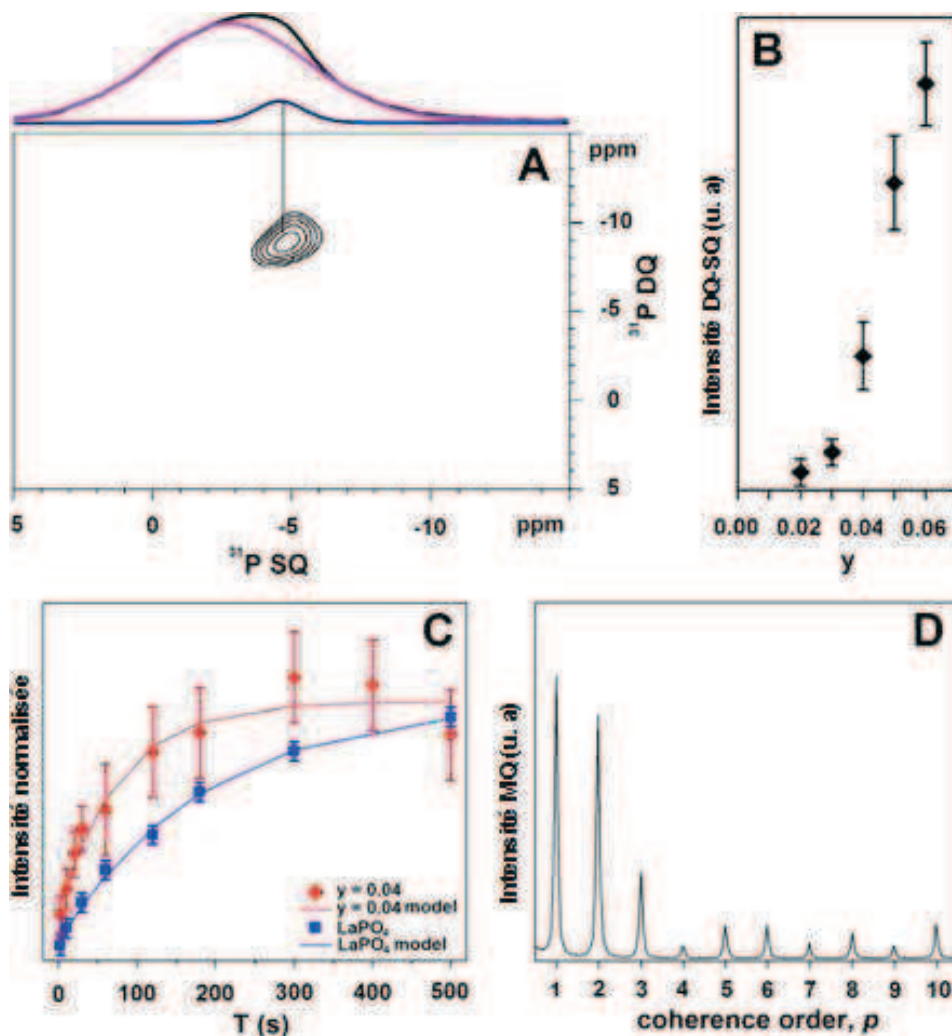 A
ppm
-10
-5
0
5
³¹P DQ
5 0 -5 -10 ppm
³¹P SQ
B
Intensité DQ-SQ (u. a)
0.00 0.02 0.04 0.06
y
C
Intensité normalisée
y = 0.04
y = 0.04 model
LaPO₄
LaPO₄ model
0 100 200 300 400 500
T (s)
D
Intensité MQ (u. a)
1 2 3 4 5 6 7 8 9 10
coherence order, p